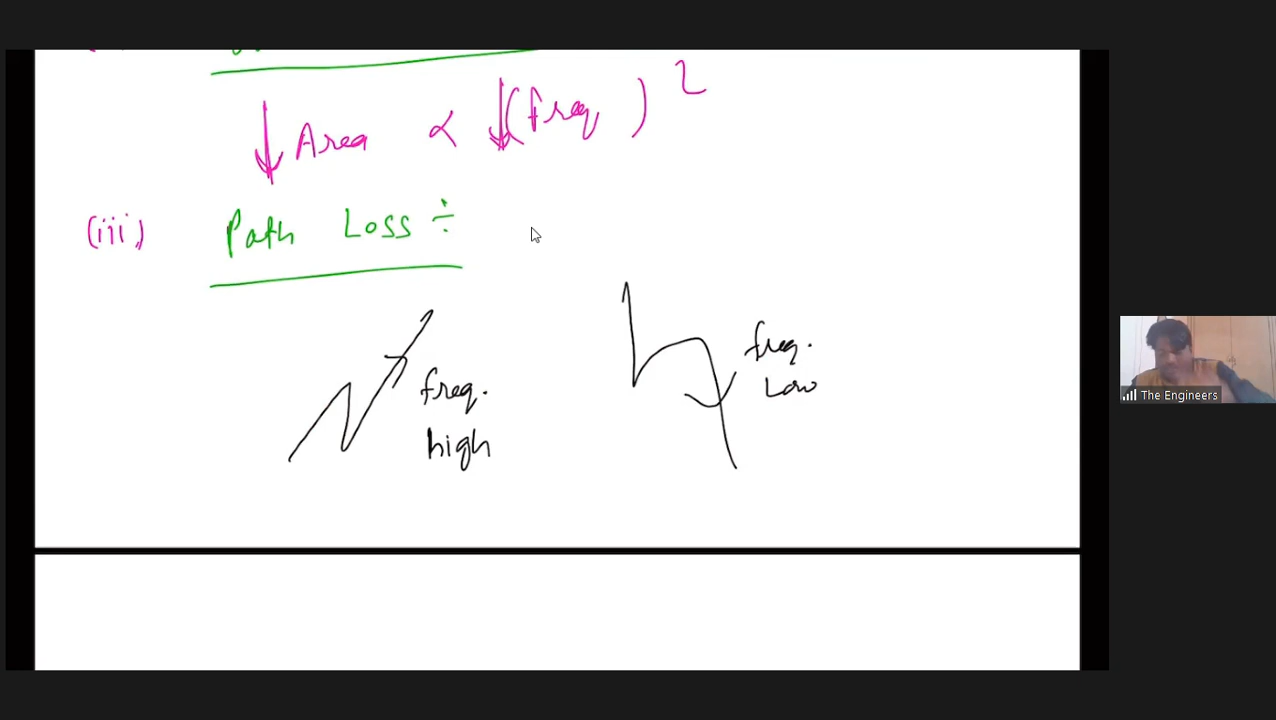 ↓ Area ∝ ↓(freq)²
(iii) Path Loss ÷
freq.
high
freq.
Low
The Engineers